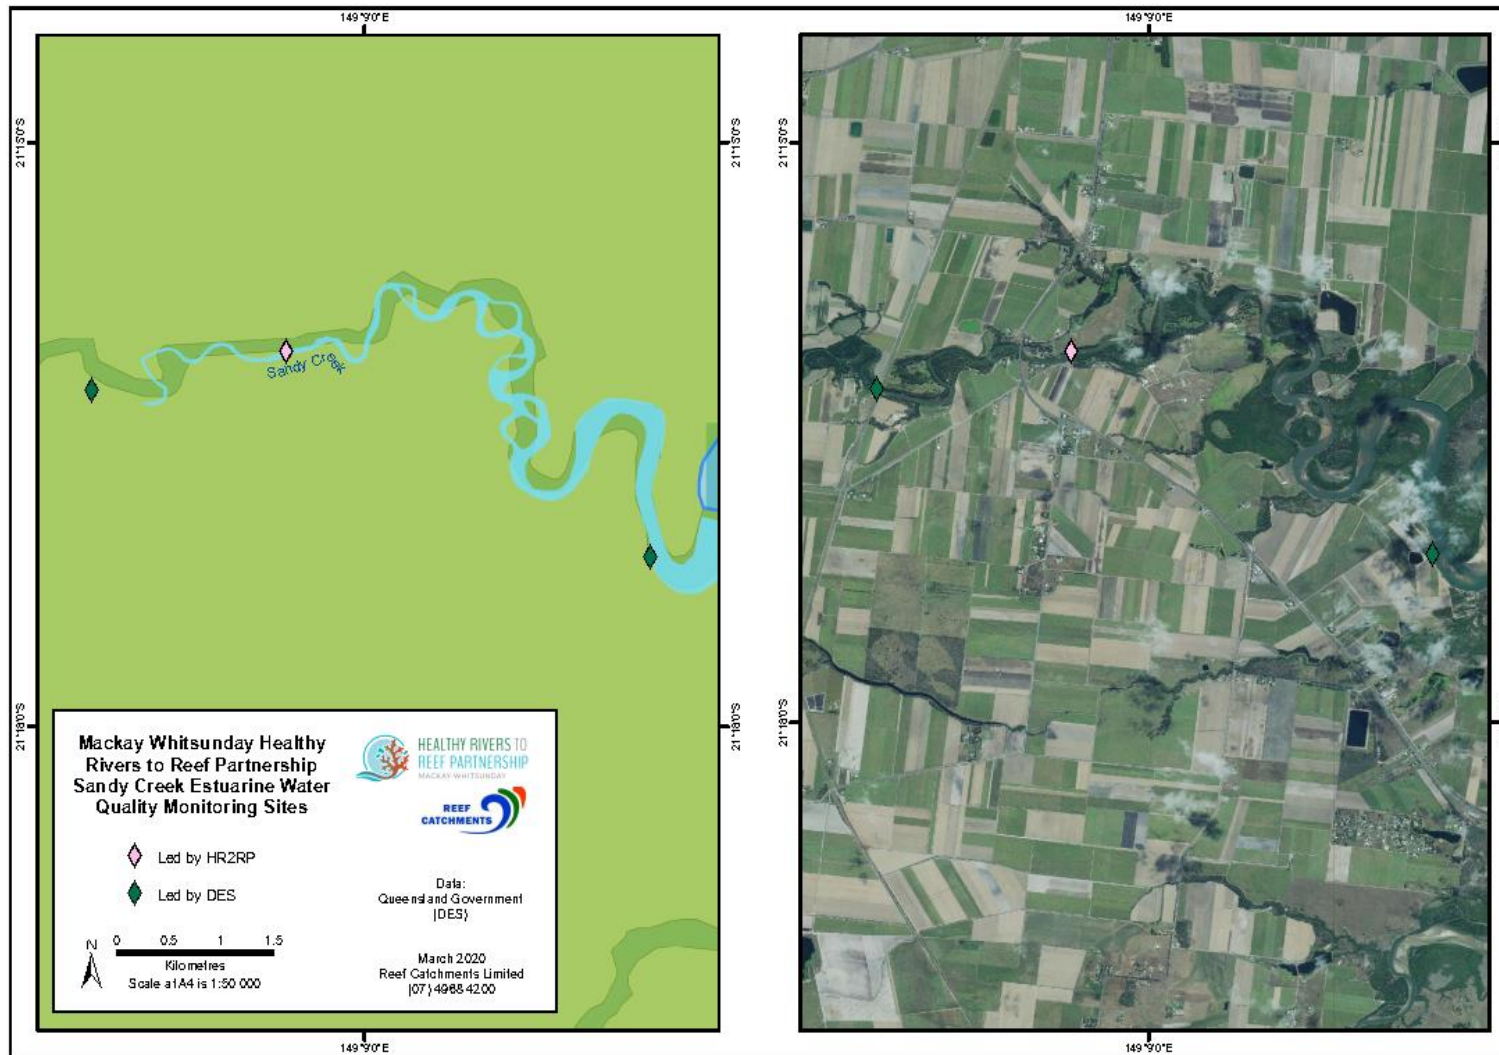 149°9'0"E
149°9'0"E
21°15'0"S
21°15'0"S
21°15'0"S
Sandy Creek
21°18'0"S
21°18'0"S
21°18'0"S
Mackay Whitsunday Healthy
Rivers to Reef Partnership
Sandy Creek Estuarine Water
Quality Monitoring Sites
Led by HR2RP
Led by DES
N
0 0.5 1 1.5
Kilometres
Scale at A4 is 1:50 000
HEALTHY RIVERS TO
REEF PARTNERSHIP
MACKAY-WHITSUNDAY
REEF
CATCHMENTS
Data:
Queensland Government
(DES)
March 2020
Reef Catchments Limited
(07) 4968 4200
149°9'0"E
149°9'0"E